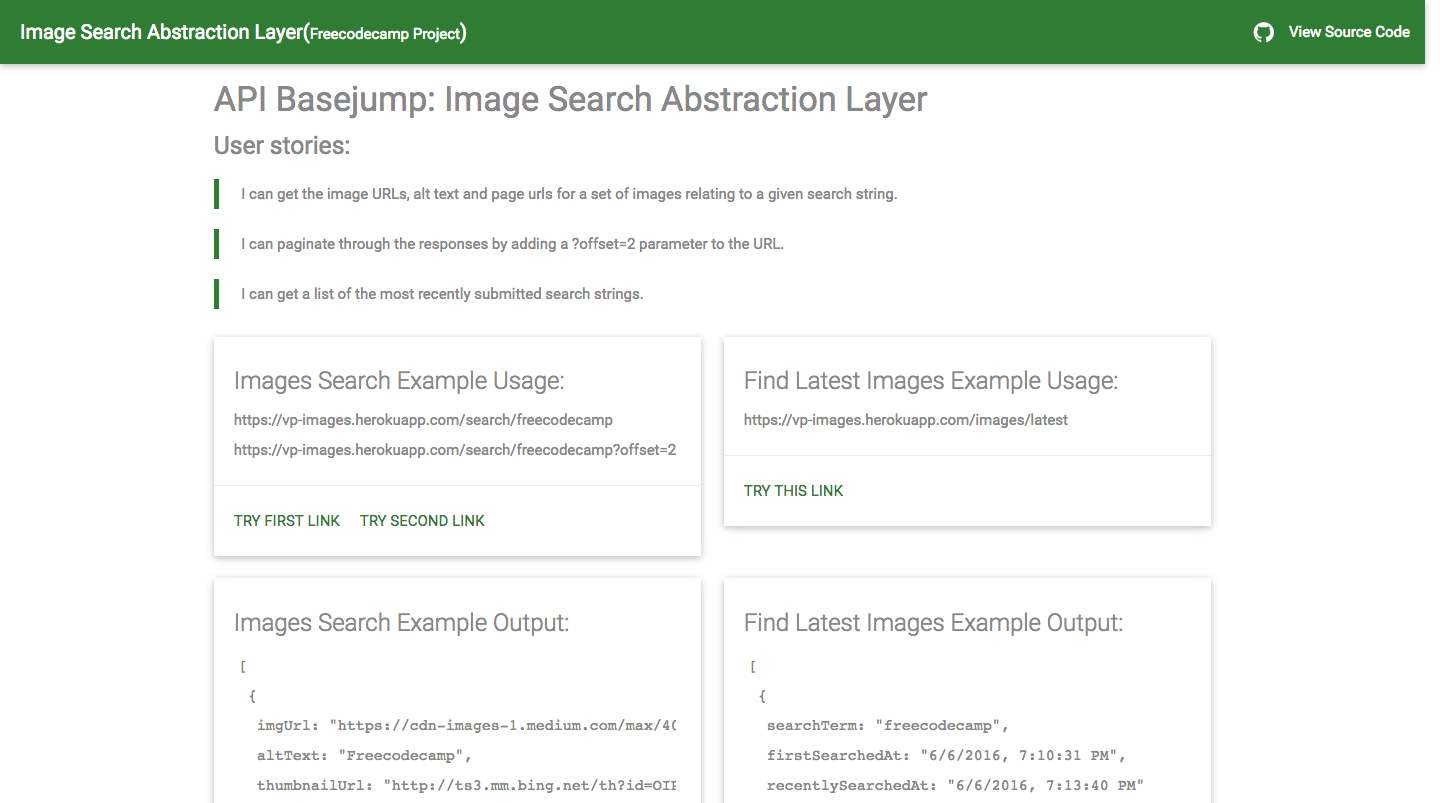 Image Search Abstraction Layer(Freecodecamp Project)
View Source Code
API Basejump: Image Search Abstraction Layer
User stories:
I can get the image URLs, alt text and page urls for a set of images relating to a given search string.
I can paginate through the responses by adding a ?offset=2 parameter to the URL.
I can get a list of the most recently submitted search strings.
Images Search Example Usage:
https://vp-images.herokuapp.com/search/freecodecamp
https://vp-images.herokuapp.com/search/freecodecamp?offset=2
TRY FIRST LINK TRY SECOND LINK
Find Latest Images Example Usage:
https://vp-images.herokuapp.com/images/latest
TRY THIS LINK
Images Search Example Output:
[
{
imgUrl: "https://cdn-images-1.medium.com/max/40
altText: "Freecodecamp",
thumbnailUrl: "http://ts3.mm.bing.net/th?id=OIP
Find Latest Images Example Output:
[
{
searchTerm: "freecodecamp",
firstSearchedAt: "6/6/2016, 7:10:31 PM",
recentlySearchedAt: "6/6/2016, 7:13:40 PM"